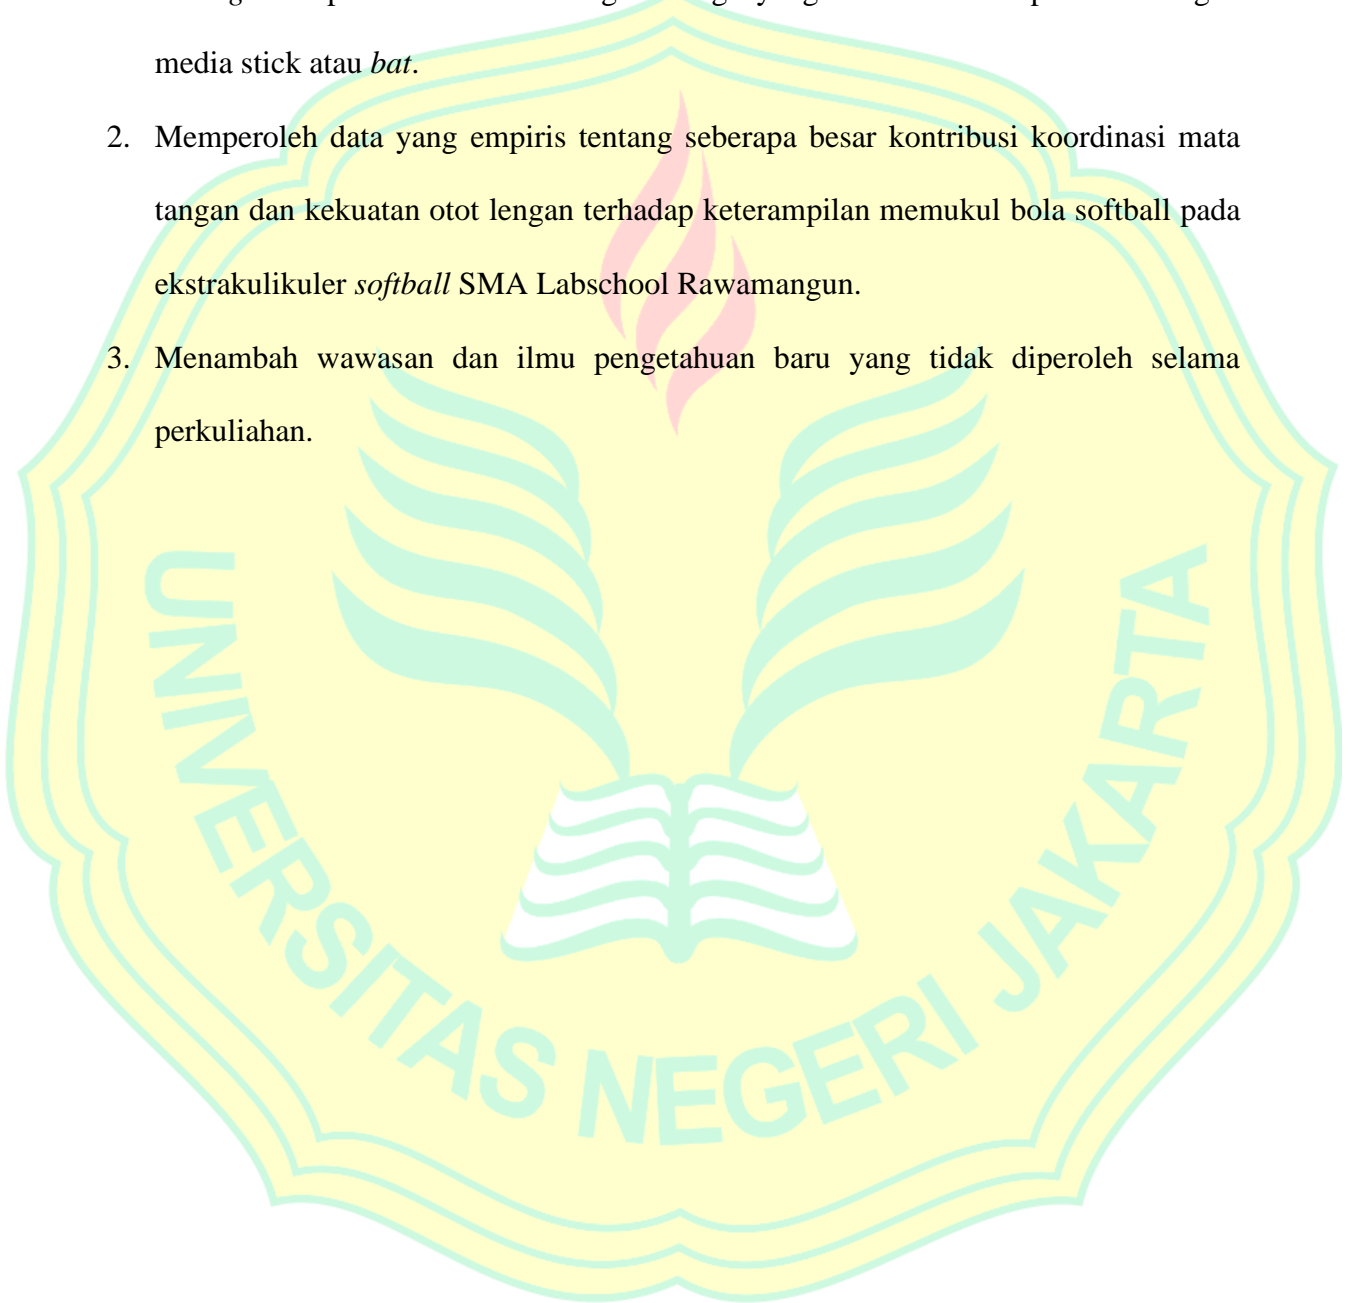 media stick atau bat.
2. Memperoleh data yang empiris tentang seberapa besar kontribusi koordinasi mata
tangan dan kekuatan otot lengan terhadap keterampilan memukul bola softball pada
ekstrakulikuler softball SMA Labschool Rawamangun.
3. Menambah wawasan dan ilmu pengetahuan baru yang tidak diperoleh selama
perkuliahan.
UNIVERSITAS NEGERI JAKARTA